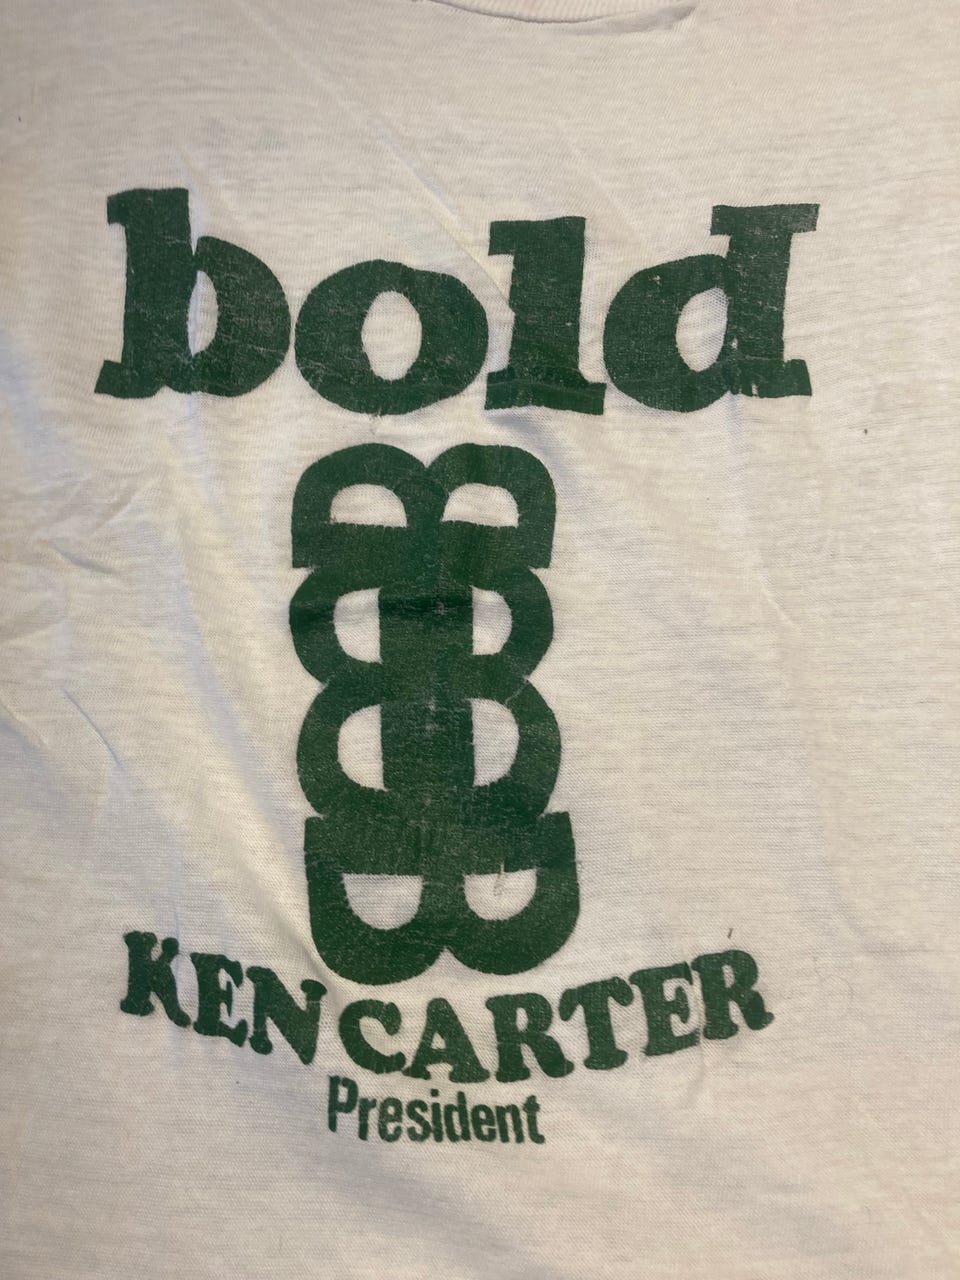 bold
KEN CARTER
President